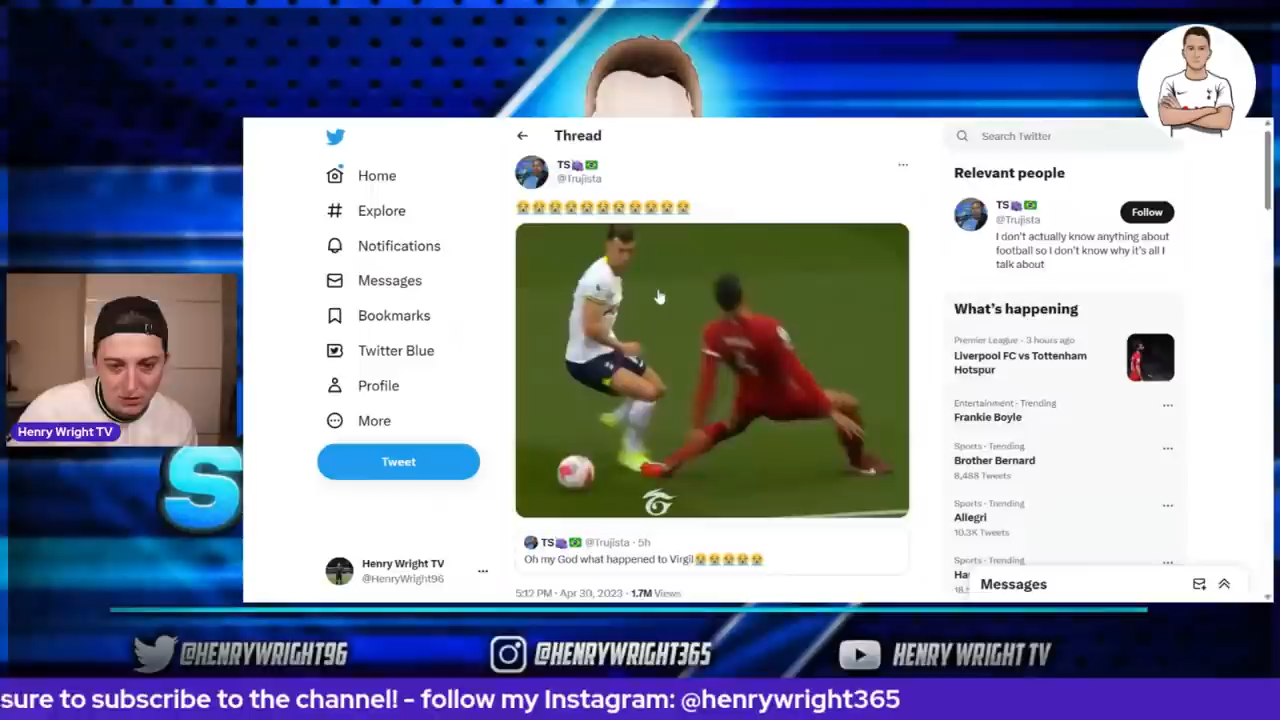 Thread
Search Twitter
TS
@Trujista
Relevant people
Home
TS
@Trujista
Follow
Explore
😭😭😭😭😭😭😭😭😭😭😭
I don't actually know anything about
football so I don't know why it's all I
talk about
Notifications
Messages
What's happening
Bookmarks
Premier League · 3 hours ago
Liverpool FC vs Tottenham
Hotspur
Twitter Blue
Profile
Entertainment · Trending
Frankie Boyle
More
Sports · Trending
Brother Bernard
8,488 Tweets
Tweet
Henry Wright TV
Sports · Trending
Allegri
10.3K Tweets
TS @Trujista · 5h
Oh my God what happened to Virgil😭😭😭😭😭
Sports · Trending
Henry Wright TV
@HenryWright96
Messages
5:12 PM · Apr 30, 2023 · 1.7M Views
S
@HENRYWRIGHT96
@HENRYWRIGHT365
HENRY WRIGHT TV
sure to subscribe to the channel! - follow my Instagram: @henrywright365